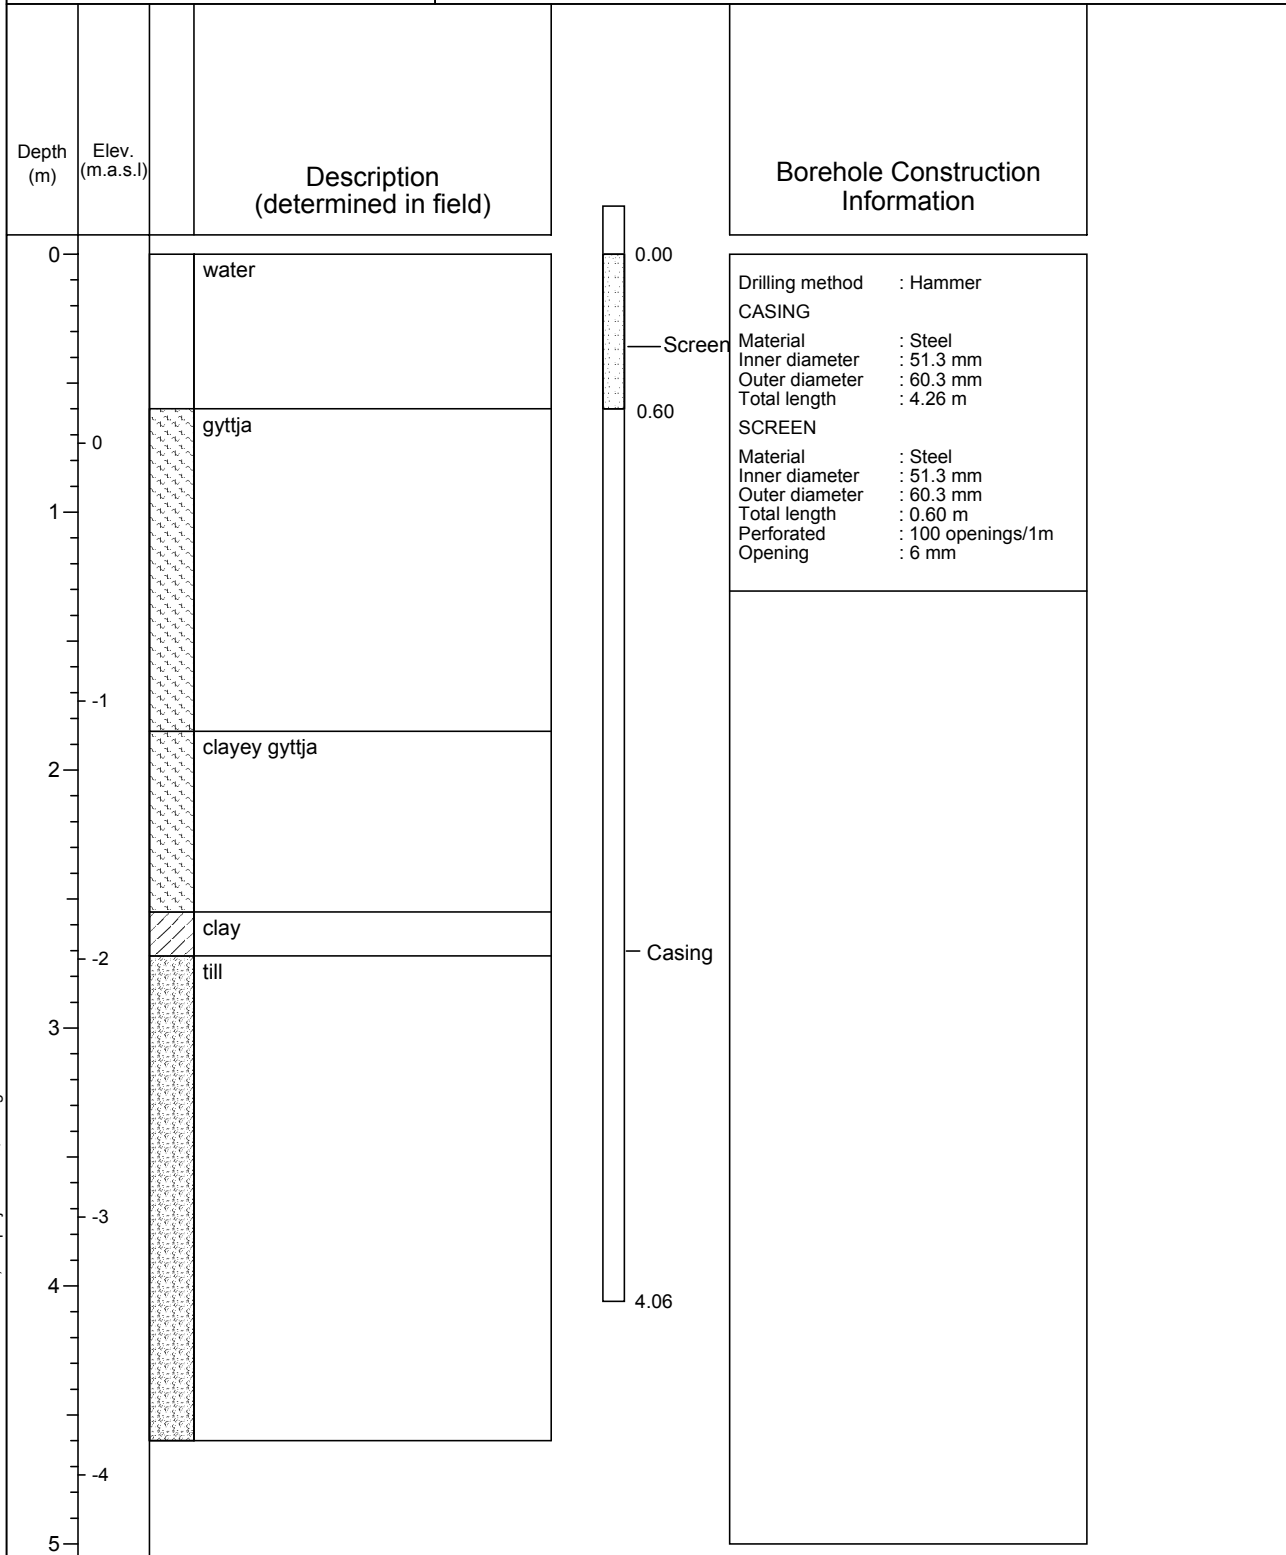 Depth
(m)
Elev.
(m.a.s.l)
Description
(determined in field)
Borehole Construction
Information
0
1
2
3
4
5
0
-1
-2
-3
-4
water
gyttja
clayey gyttja
clay
till
0.00
Screen
0.60
Casing
4.06
Drilling method : Hammer
CASING
Material : Steel
Inner diameter : 51.3 mm
Outer diameter : 60.3 mm
Total length : 4.26 m
SCREEN
Material : Steel
Inner diameter : 51.3 mm
Outer diameter : 60.3 mm
Total length : 0.60 m
Perforated : 100 openings/1m
Opening : 6 mm